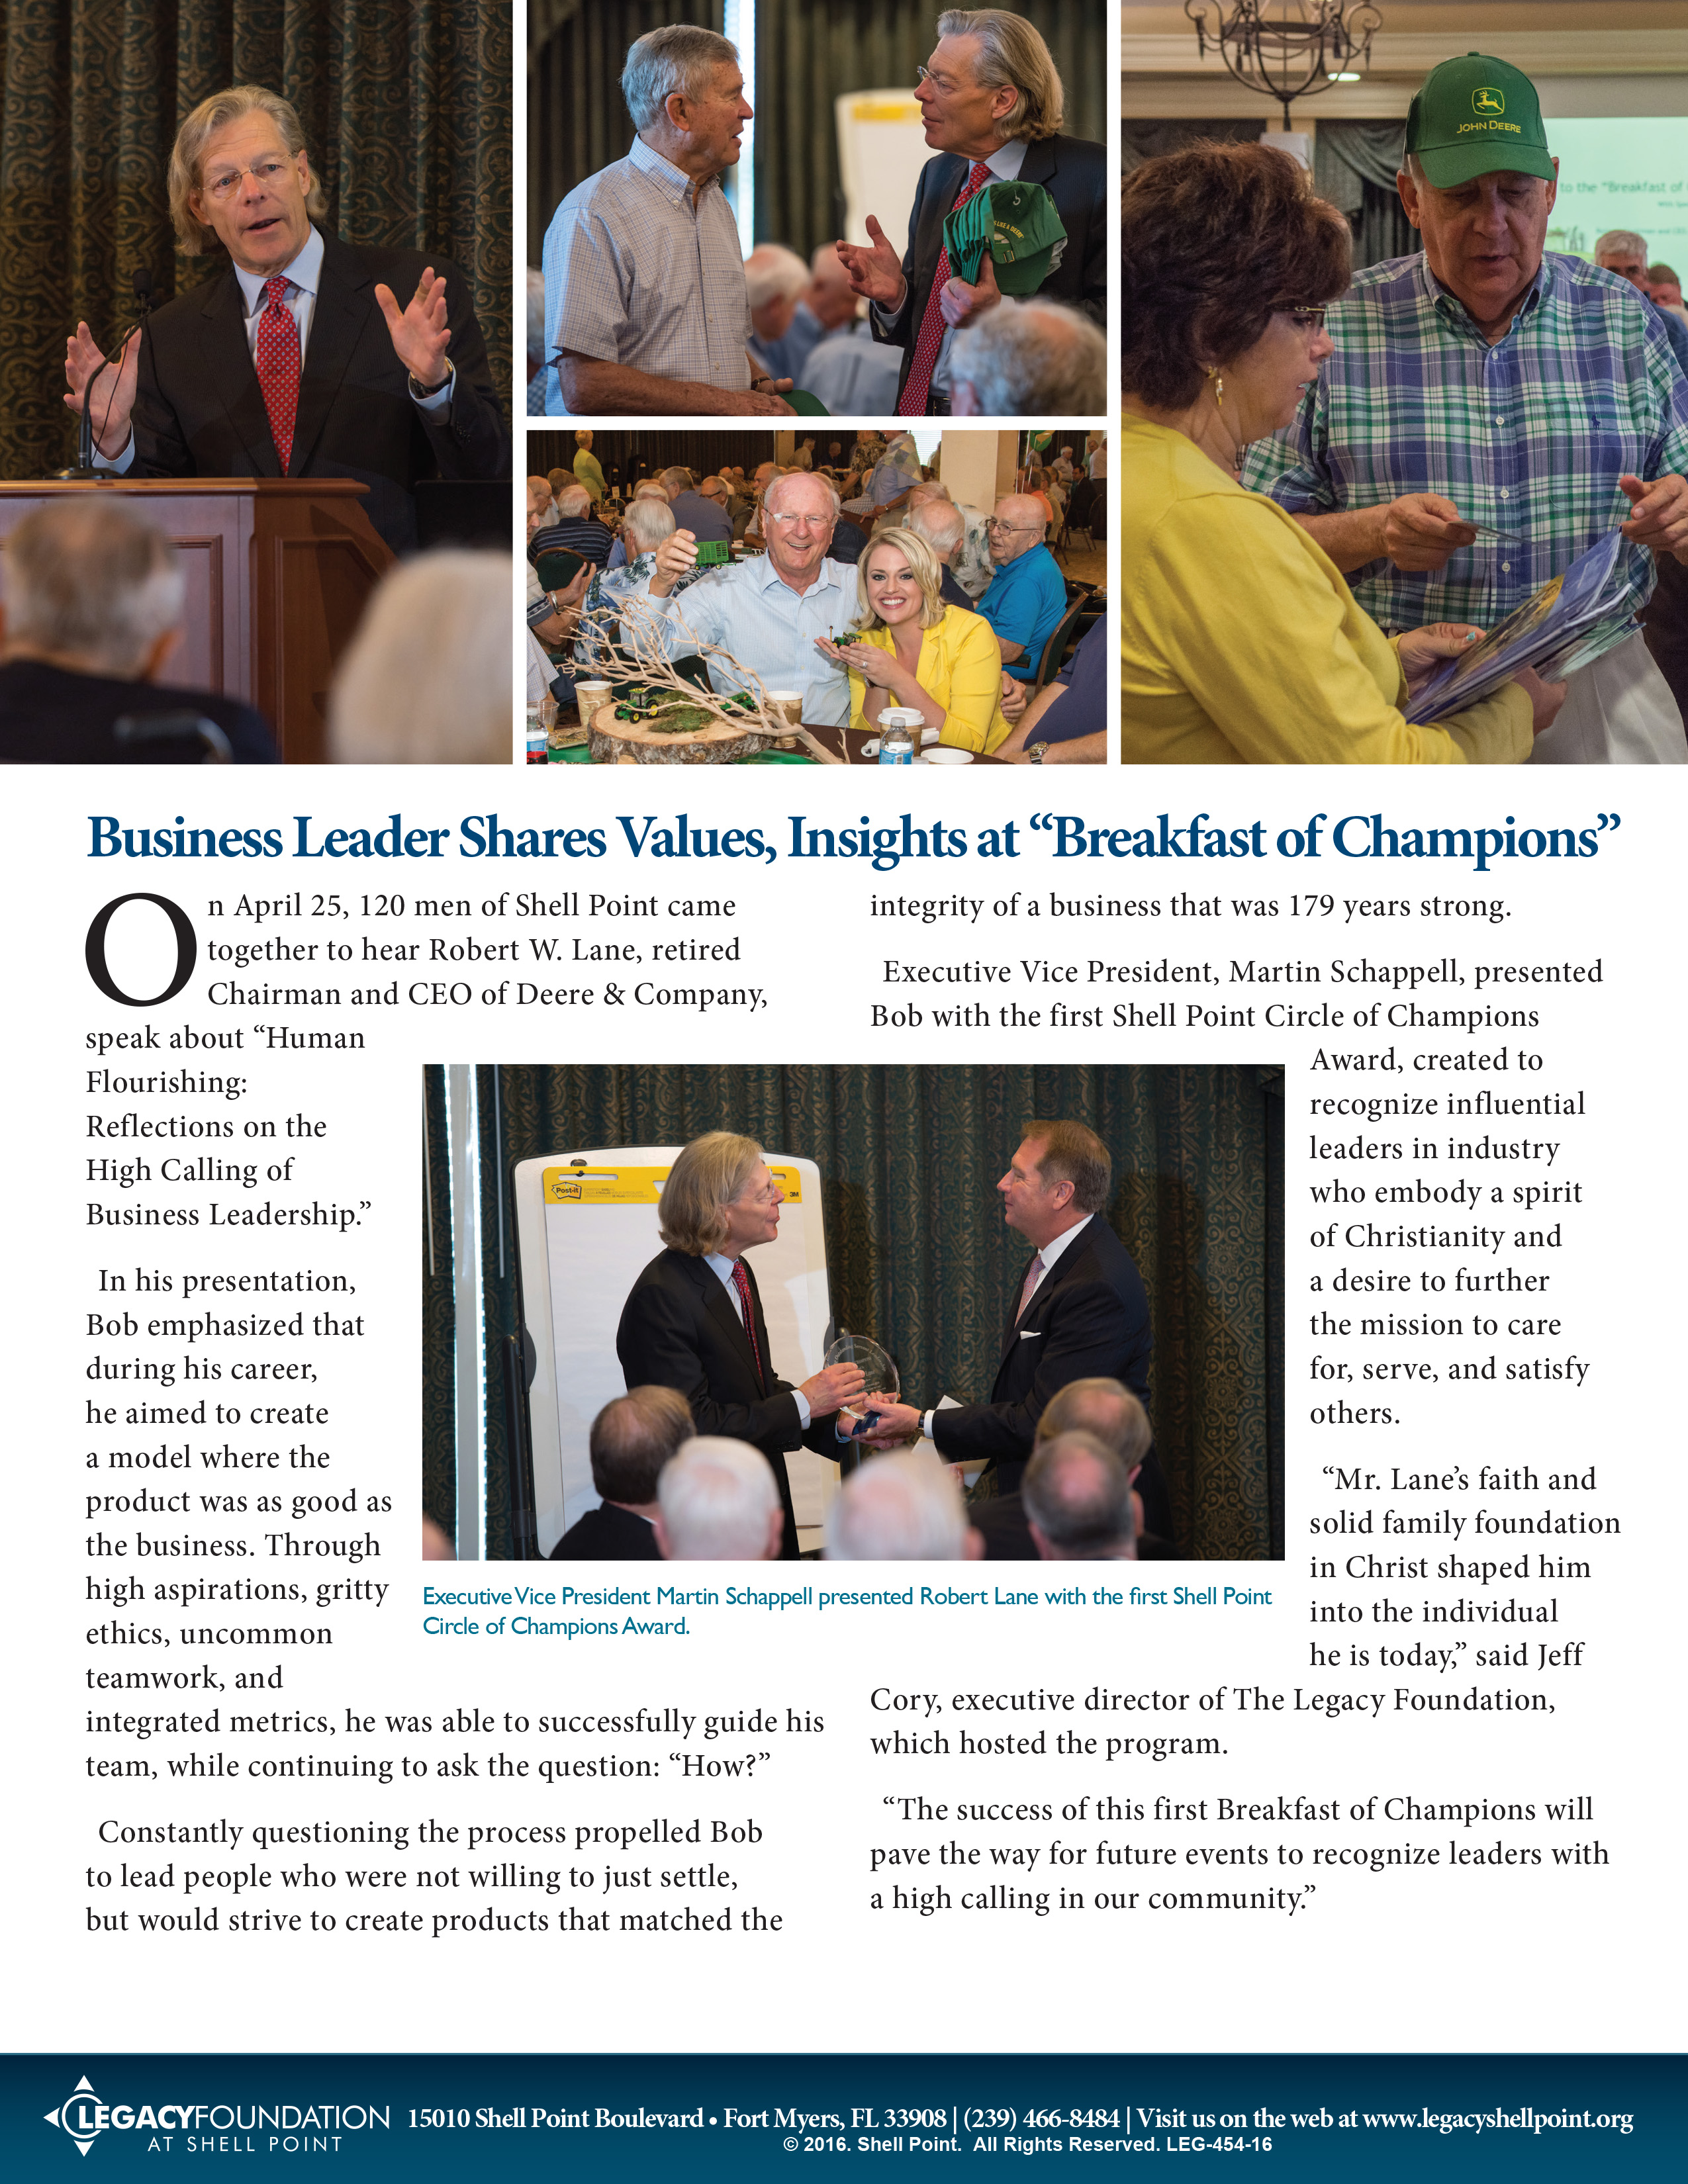 JOHN DEERE
to the "Breakfast of
Business Leader Shares Values, Insights at “Breakfast of Champions”
On April 25, 120 men of Shell Point came
together to hear Robert W. Lane, retired
Chairman and CEO of Deere & Company,
speak about “Human
Flourishing:
Reflections on the
High Calling of
Business Leadership.”
In his presentation,
Bob emphasized that
during his career,
he aimed to create
a model where the
product was as good as
the business. Through
high aspirations, gritty
ethics, uncommon
teamwork, and
integrated metrics, he was able to successfully guide his
team, while continuing to ask the question: “How?”
Constantly questioning the process propelled Bob
to lead people who were not willing to just settle,
but would strive to create products that matched the
integrity of a business that was 179 years strong.
Executive Vice President, Martin Schappell, presented
Bob with the first Shell Point Circle of Champions
Award, created to
recognize influential
leaders in industry
who embody a spirit
of Christianity and
a desire to further
the mission to care
for, serve, and satisfy
others.
“Mr. Lane’s faith and
solid family foundation
in Christ shaped him
into the individual
he is today,” said Jeff
Cory, executive director of The Legacy Foundation,
which hosted the program.
“The success of this first Breakfast of Champions will
pave the way for future events to recognize leaders with
a high calling in our community.”
Post-it
3M
Executive Vice President Martin Schappell presented Robert Lane with the first Shell Point
Circle of Champions Award.
LEGACYFOUNDATION
AT SHELL POINT
15010 Shell Point Boulevard • Fort Myers, FL 33908 | (239) 466-8484 | Visit us on the web at www.legacyshellpoint.org
© 2016. Shell Point. All Rights Reserved. LEG-454-16